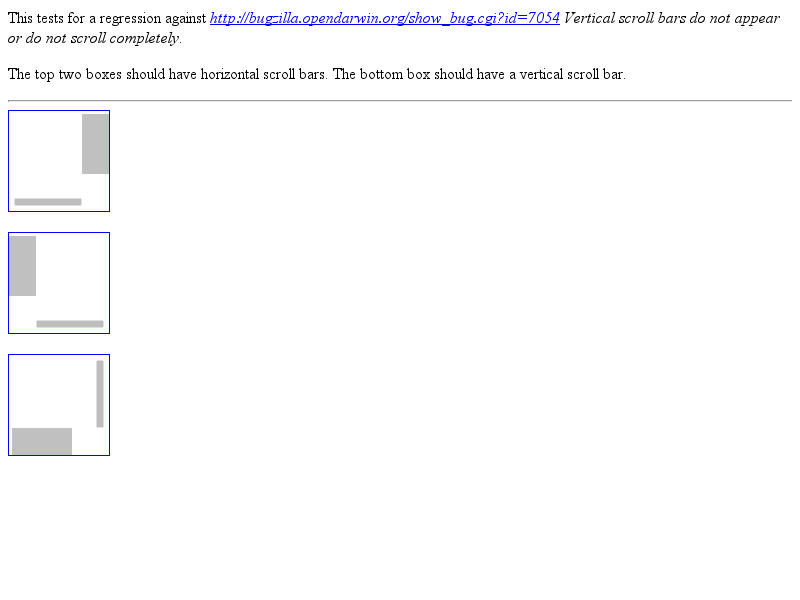 This tests for a regression against http://bugzilla.opendarwin.org/show_bug.cgi?id=7054 Vertical scroll bars do not appear
or do not scroll completely.
The top two boxes should have horizontal scroll bars. The bottom box should have a vertical scroll bar.